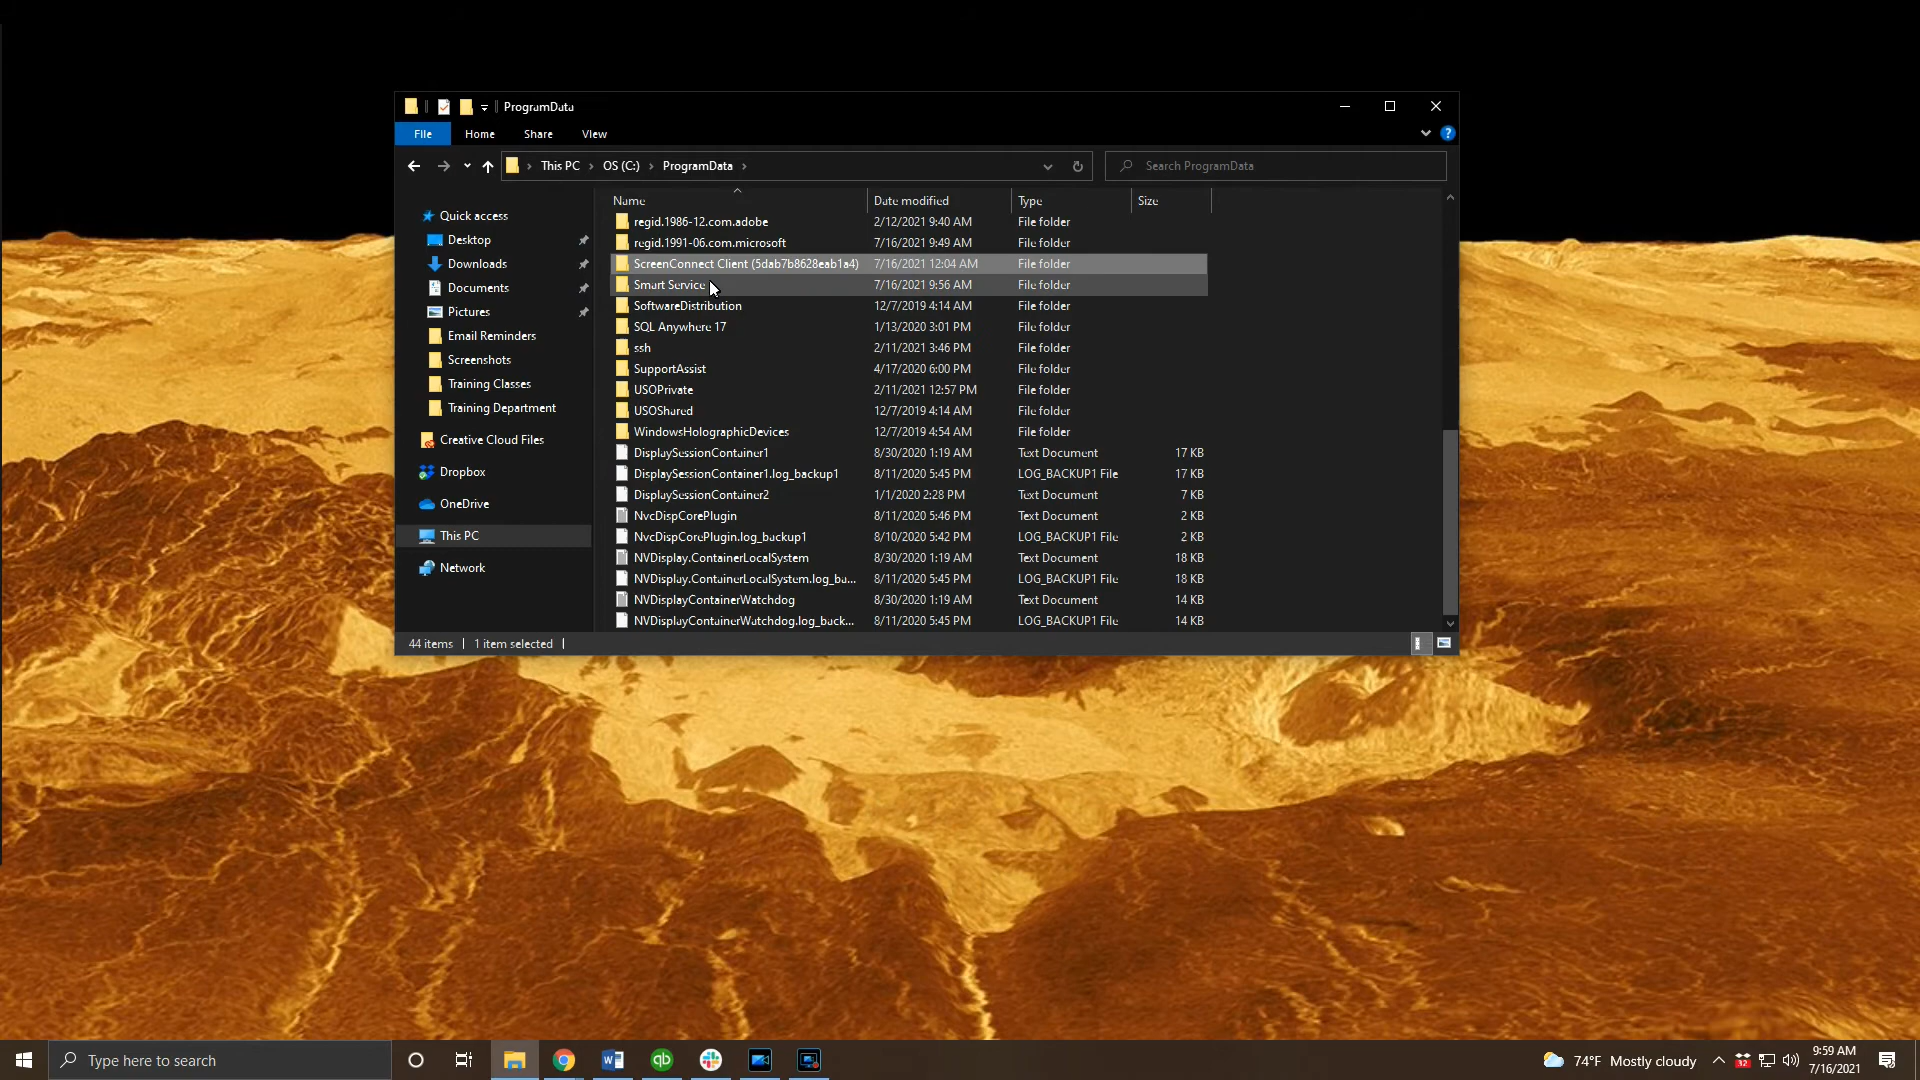 ProgramData
File Home Share View
This PC OS (C:) ProgramData
Search ProgramData
Name Date modified Type Size
Quick access
Desktop
Downloads
Documents
Pictures
Email Reminders
Screenshots
Training Classes
Training Department
Creative Cloud Files
Dropbox
OneDrive
This PC
Network
regid.1986-12.com.adobe 2/12/2021 9:40 AM File folder
regid.1991-06.com.microsoft 7/16/2021 9:49 AM File folder
ScreenConnect Client (5dab7b8628eab1a4) 7/16/2021 12:04 AM File folder
Smart Service 7/16/2021 9:56 AM File folder
SoftwareDistribution 12/7/2019 4:14 AM File folder
SQL Anywhere 17 1/13/2020 3:01 PM File folder
ssh 2/11/2021 3:46 PM File folder
SupportAssist 4/17/2020 6:00 PM File folder
USOPrivate 2/11/2021 12:57 PM File folder
USOShared 12/7/2019 4:14 AM File folder
WindowsHolographicDevices 12/7/2019 4:54 AM File folder
DisplaySessionContainer1 8/30/2020 1:19 AM Text Document 17 KB
DisplaySessionContainer1.log_backup1 8/11/2020 5:45 PM LOG_BACKUP1 File 17 KB
DisplaySessionContainer2 1/1/2020 2:28 PM Text Document 7 KB
NvcDispCorePlugin 8/11/2020 5:46 PM Text Document 2 KB
NvcDispCorePlugin.log_backup1 8/10/2020 5:42 PM LOG_BACKUP1 File 2 KB
NVDisplay.ContainerLocalSystem 8/30/2020 1:19 AM Text Document 18 KB
NVDisplay.ContainerLocalSystem.log_ba... 8/11/2020 5:45 PM LOG_BACKUP1 File 18 KB
NVDisplayContainerWatchdog 8/30/2020 1:19 AM Text Document 14 KB
NVDisplayContainerWatchdog.log_back... 8/11/2020 5:45 PM LOG_BACKUP1 File 14 KB
44 items 1 item selected
Type here to search
74°F Mostly cloudy
32
9:59 AM
7/16/2021